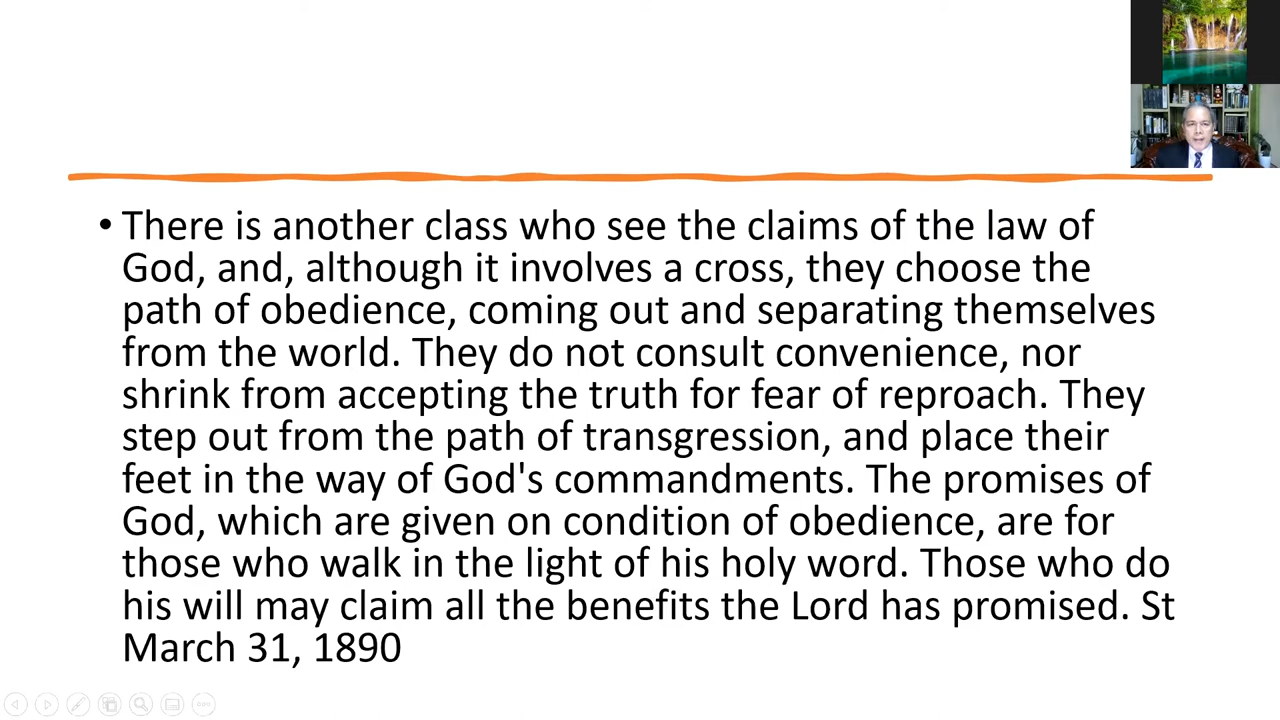 • There is another class who see the claims of the law of
God, and, although it involves a cross, they choose the
path of obedience, coming out and separating themselves
from the world. They do not consult convenience, nor
shrink from accepting the truth for fear of reproach. They
step out from the path of transgression, and place their
feet in the way of God's commandments. The promises of
God, which are given on condition of obedience, are for
those who walk in the light of his holy word. Those who do
his will may claim all the benefits the Lord has promised. St
March 31, 1890